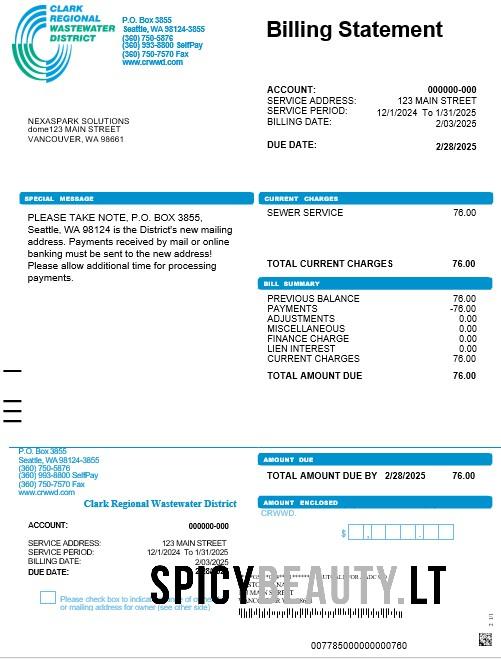 CLARK
REGIONAL
WASTEWATER
DISTRICT
P.O. Box 3855
Seattle, WA 98124-3855
(360) 750-5876
(360) 993-8800 SelfPay
(360) 750-7570 Fax
www.crwwd.com
Billing Statement
ACCOUNT: 000000-000
SERVICE ADDRESS: 123 MAIN STREET
SERVICE PERIOD: 12/1/2024 To 1/31/2025
BILLING DATE: 2/03/2025
DUE DATE: 2/28/2025
NEXASPARK SOLUTIONS
dome123 MAIN STREET
VANCOUVER, WA 98661
SPECIAL MESSAGE
PLEASE TAKE NOTE, P.O. BOX 3855,
Seattle, WA 98124 is the District's new mailing
address. Payments received by mail or online
banking must be sent to the new address!
Please allow additional time for processing
payments.
CURRENT CHARGES
SEWER SERVICE 76.00
TOTAL CURRENT CHARGES 76.00
BILL SUMMARY
PREVIOUS BALANCE 76.00
PAYMENTS -76.00
ADJUSTMENTS 0.00
MISCELLANEOUS 0.00
FINANCE CHARGE 0.00
LIEN INTEREST 0.00
CURRENT CHARGES 76.00
TOTAL AMOUNT DUE 76.00
P.O. Box 3855
Seattle, WA 98124-3855
(360) 750-5876
(360) 993-8800 SelfPay
(360) 750-7570 Fax
www.crwwd.com
Clark Regional Wastewater District
ACCOUNT: 000000-000
SERVICE ADDRESS: 123 MAIN STREET
SERVICE PERIOD: 12/1/2024 To 1/31/2025
BILLING DATE: 2/03/2025
DUE DATE:
Please check box to indicate
or mailing address for owner (see other side)
AMOUNT DUE
TOTAL AMOUNT DUE BY 2/28/2025 76.00
AMOUNT ENCLOSED
CRWWD.
$
SPICYBEAUTY.LT
007785000000000760